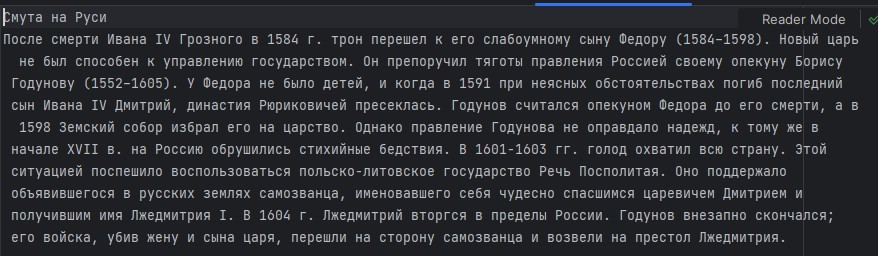 Смута на Руси
Reader Mode
После смерти Ивана IV Грозного в 1584 г. трон перешел к его слабоумному сыну Федору (1584–1598). Новый царь
не был способен к управлению государством. Он препоручил тяготы правления Россией своему опекуну Борису
Годунову (1552–1605). У Федора не было детей, и когда в 1591 при неясных обстоятельствах погиб последний
сын Ивана IV Дмитрий, династия Рюриковичей пресеклась. Годунов считался опекуном Федора до его смерти, а в
1598 Земский собор избрал его на царство. Однако правление Годунова не оправдало надежд, к тому же в
начале XVII в. на Россию обрушились стихийные бедствия. В 1601-1603 гг. голод охватил всю страну. Этой
ситуацией поспешило воспользоваться польско-литовское государство Речь Посполитая. Оно поддержало
объявившегося в русских землях самозванца, именовавшего себя чудесно спасшимся царевичем Дмитрием и
получившим имя Лжедмитрия I. В 1604 г. Лжедмитрий вторгся в пределы России. Годунов внезапно скончался;
его войска, убив жену и сына царя, перешли на сторону самозванца и возвели на престол Лжедмитрия.